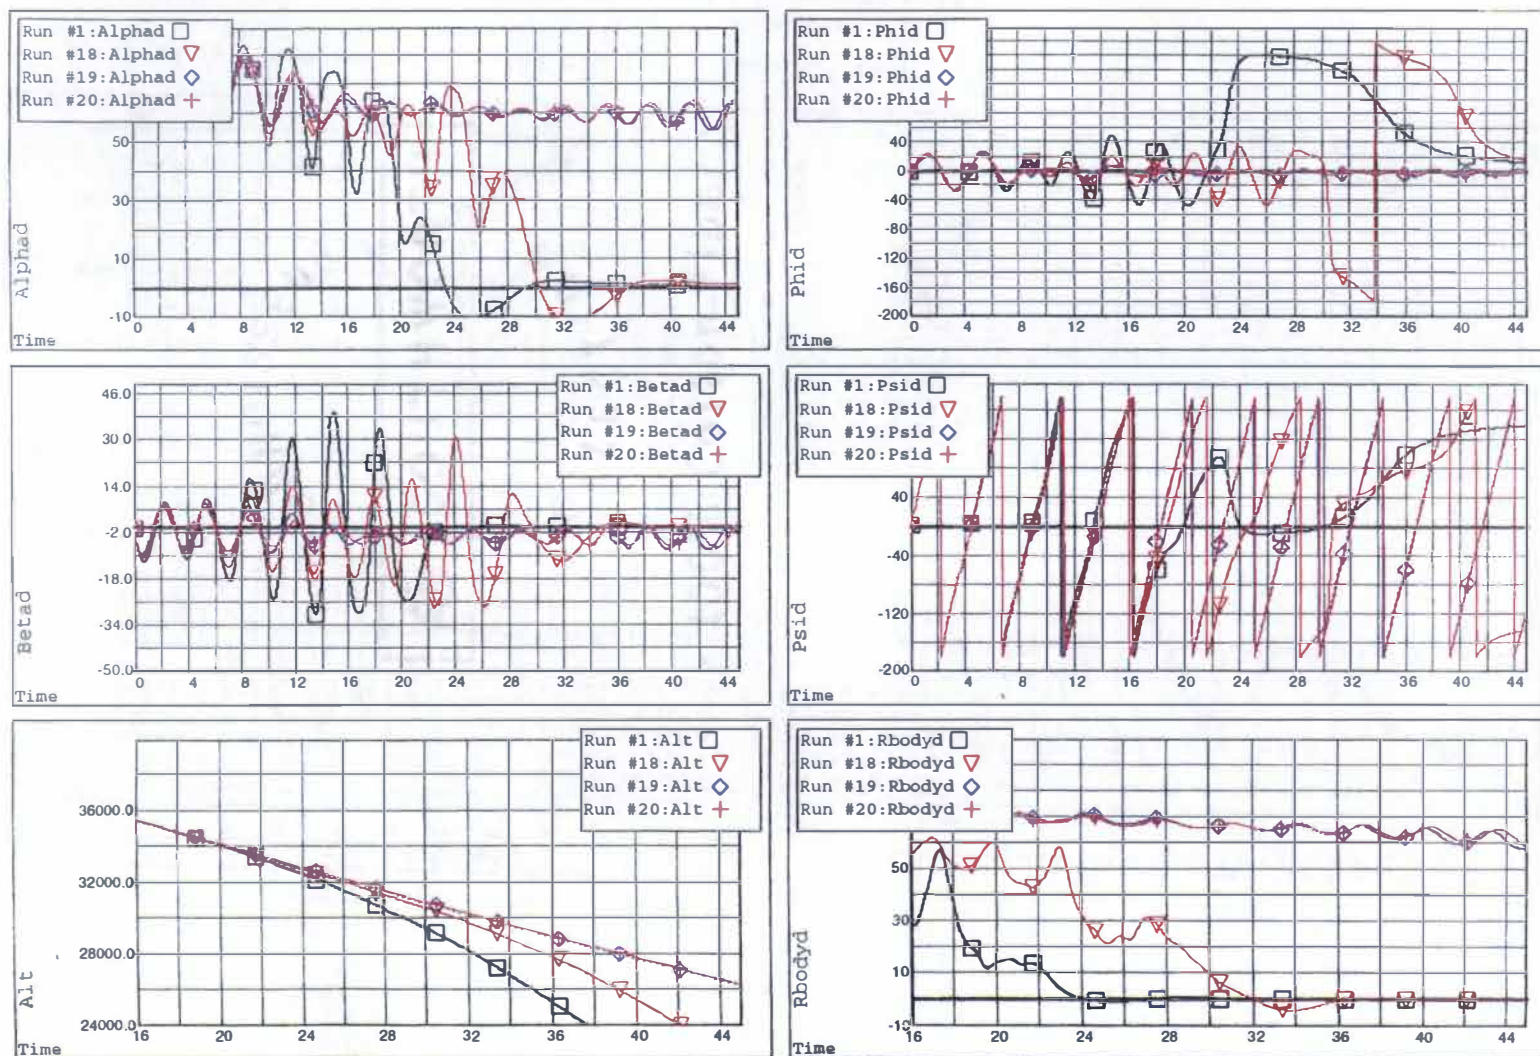 Run #1:Alphad
Run #18:Alphad
Run #19:Alphad
Run #20:Alphad
50
30
10
-10
Alphad
0 4 8 12 16 20 24 28 32 36 40 44
Time
Run #1:Phid
Run #18:Phid
Run #19:Phid
Run #20:Phid
40
0
-40
-80
-120
-160
-200
Phid
0 4 8 12 16 20 24 28 32 36 40 44
Time
Run #1:Betad
Run #18:Betad
Run #19:Betad
Run #20:Betad
46.0
30.0
14.0
-2.0
-18.0
-34.0
-50.0
Betad
0 4 8 12 16 20 24 28 32 36 40 44
Time
Run #1:Psid
Run #18:Psid
Run #19:Psid
Run #20:Psid
40
-40
-120
-200
Psid
0 4 8 12 16 20 24 28 32 36 40 44
Time
Run #1:Alt
Run #18:Alt
Run #19:Alt
Run #20:Alt
36000.0
32000.0
28000.0
24000.0
Alt
16 20 24 28 32 36 40 44
Time
Run #1:Rbodyd
Run #18:Rbodyd
Run #19:Rbodyd
Run #20:Rbodyd
50
30
10
-10
Rbodyd
16 20 24 28 32 36 40 44
Time